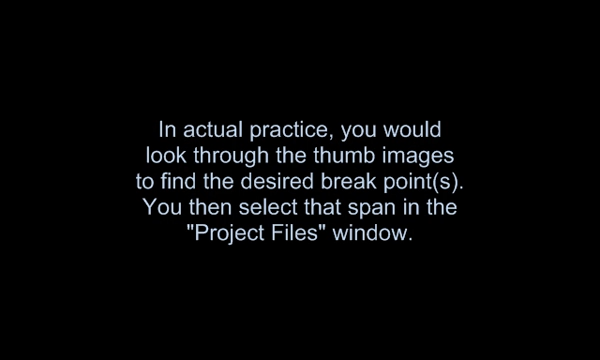 In actual practice, you would
look through the thumb images
to find the desired break point(s).
You then select that span in the
"Project Files" window.